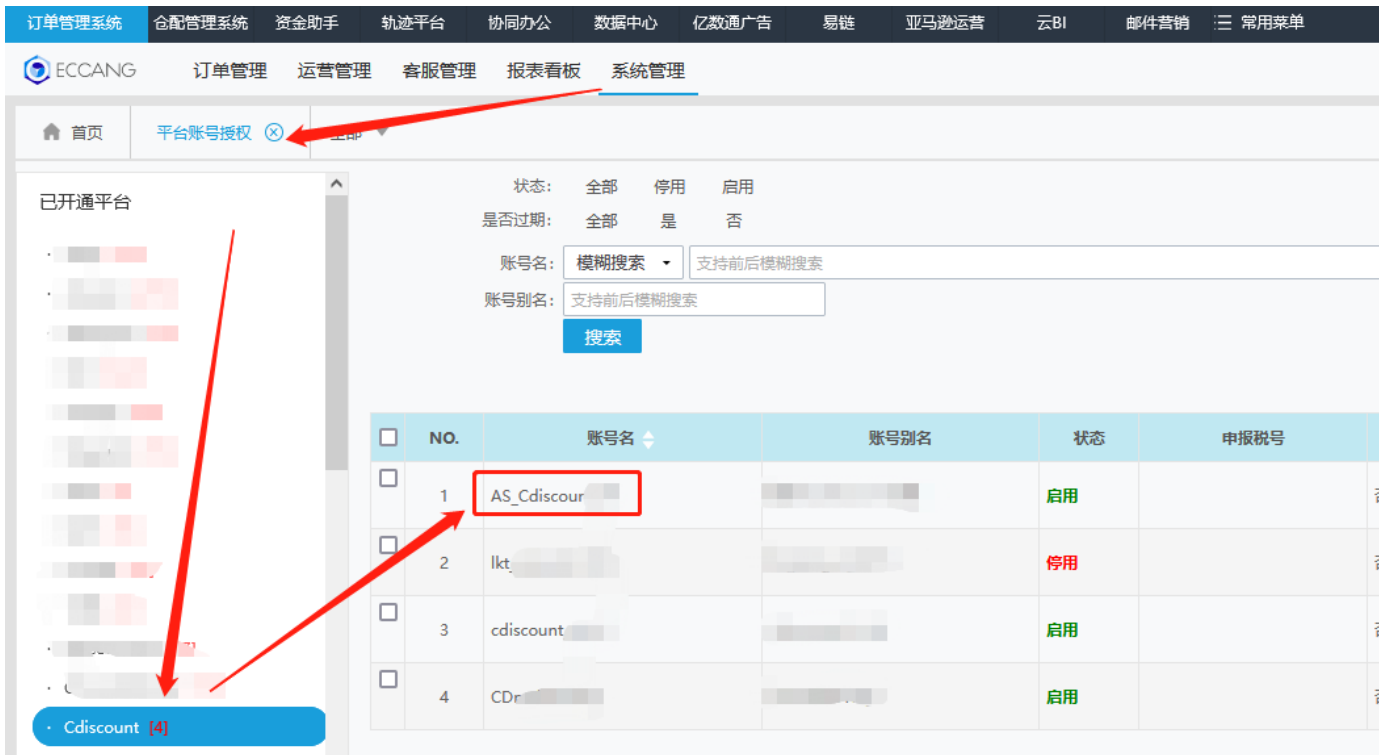 订单管理系统 仓配管理系统 资金助手 轨迹平台 协同办公 数据中心 亿数通广告 易链 亚马逊运营 云BI 邮件营销 常用菜单
ECCANG 订单管理 运营管理 客服管理 报表看板 系统管理
首页 平台账号授权 全部
已开通平台
Cdiscount [4]
状态: 全部 停用 启用
是否过期: 全部 是 否
账号名: 模糊搜索 支持前后模糊搜索
账号别名: 支持前后模糊搜索
搜索
NO. 账号名 账号别名 状态 申报税号
1 AS_Cdiscour 启用
2 lkt_ 停用
3 cdiscount_ 启用
4 CDr 启用